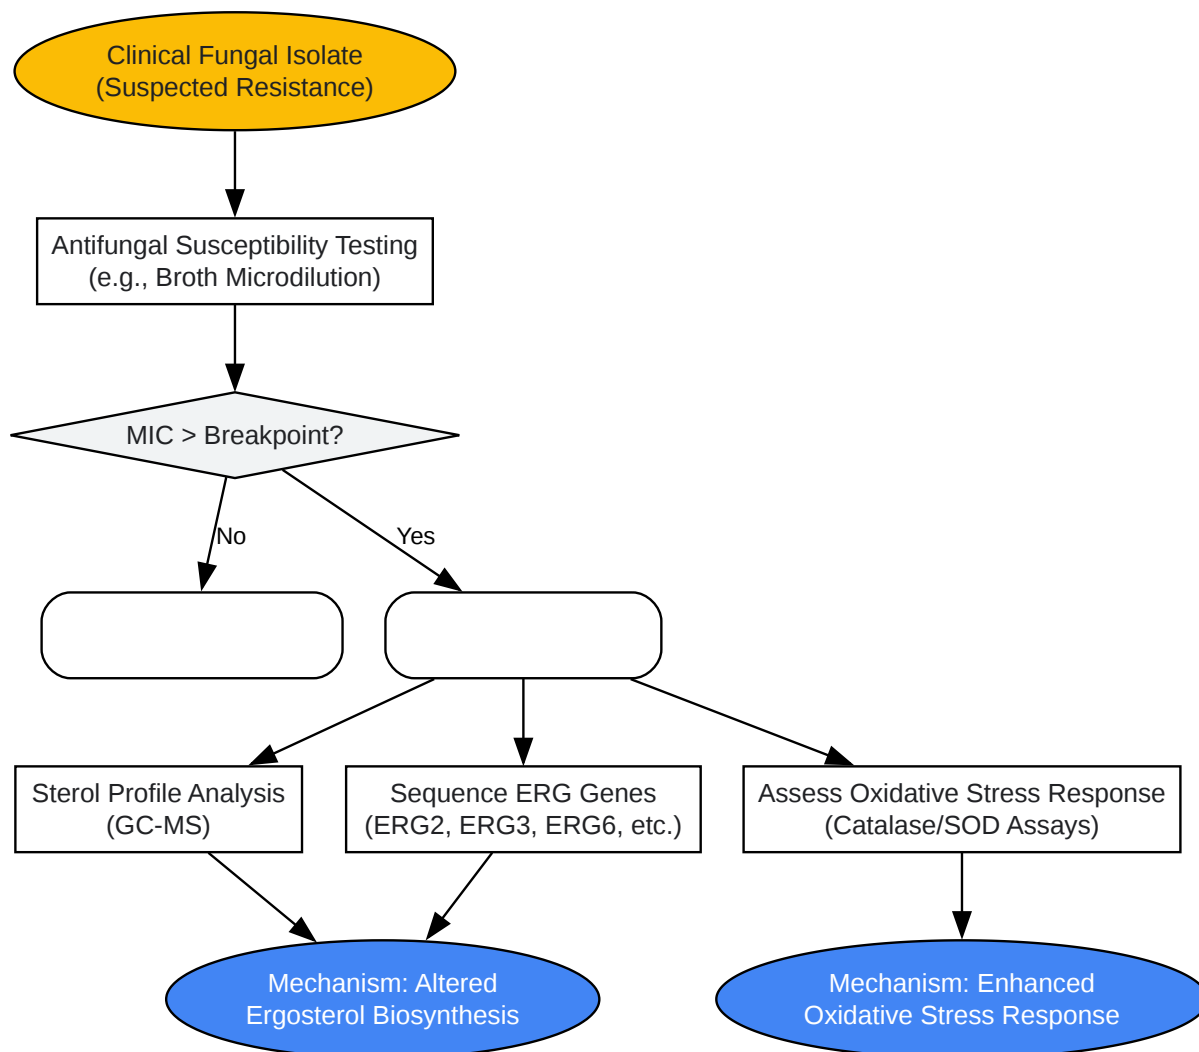 Clinical Fungal Isolate
(Suspected Resistance)
Antifungal Susceptibility Testing
(e.g., Broth Microdilution)
MIC > Breakpoint?
No
Yes
Sterol Profile Analysis
(GC-MS)
Sequence ERG Genes
(ERG2, ERG3, ERG6, etc.)
Assess Oxidative Stress Response
(Catalase/SOD Assays)
Mechanism: Altered
Ergosterol Biosynthesis
Mechanism: Enhanced
Oxidative Stress Response